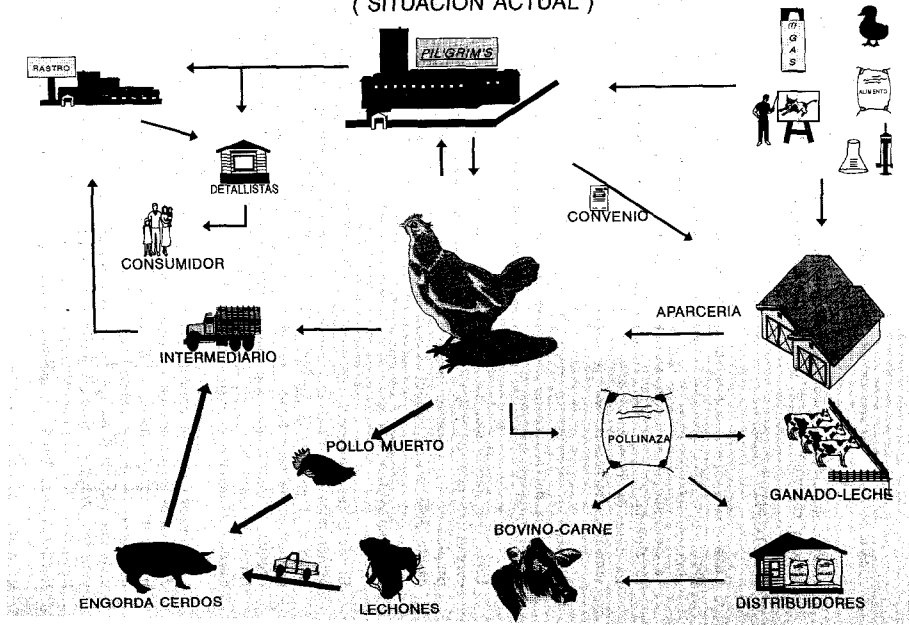 ( SITUACION ACTUAL )
PILGRIM'S
GAS
RASTRO
ALIMENTO
DETALLISTAS
CONVENIO
CONSUMIDOR
APARCERIA
INTERMEDIARIO
POLLO MUERTO
POLLINAZA
GANADO-LECHE
BOVINO-CARNE
ENGORDA CERDOS
LECHONES
DISTRIBUIDORES